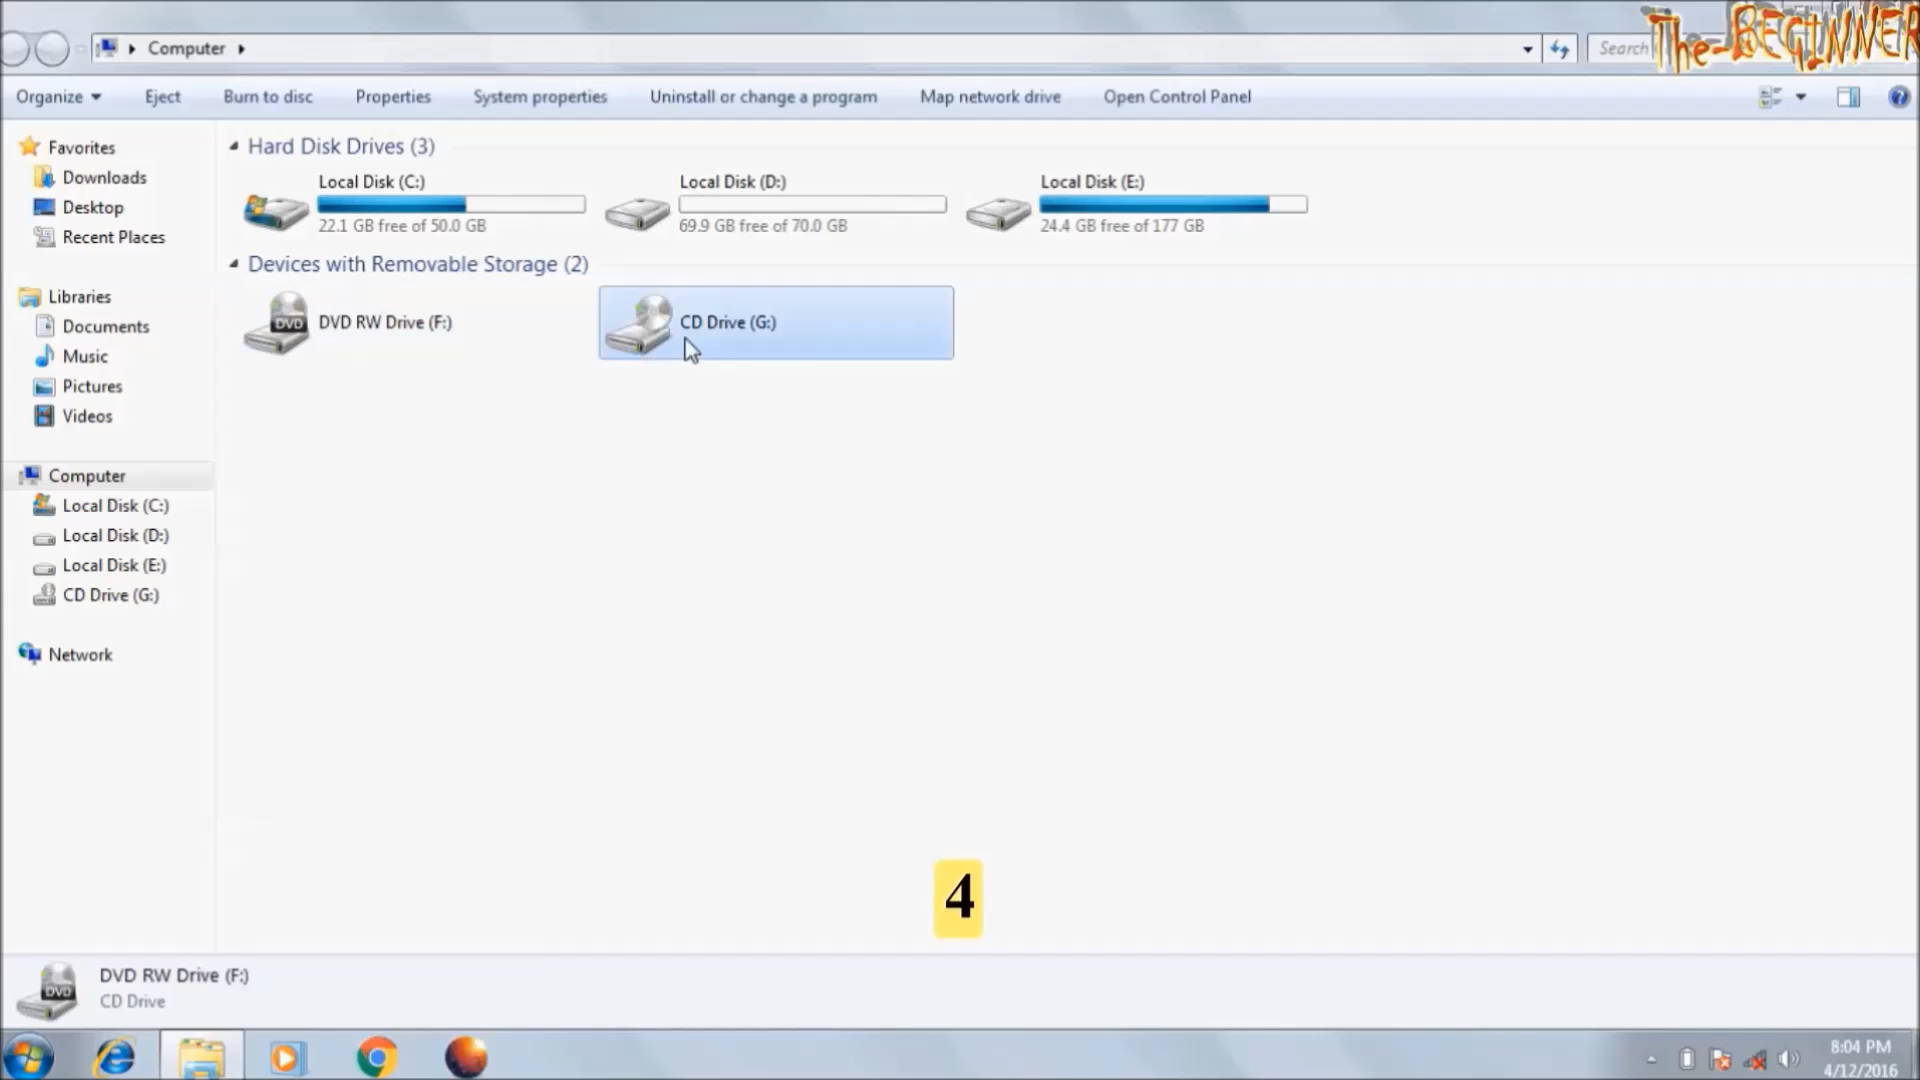 The-BEGINNER
Computer
Search
Organize
Eject
Burn to disc
Properties
System properties
Uninstall or change a program
Map network drive
Open Control Panel
Favorites
Downloads
Desktop
Recent Places
Libraries
Documents
Music
Pictures
Videos
Computer
Local Disk (C:)
Local Disk (D:)
Local Disk (E:)
CD Drive (G:)
Network
Hard Disk Drives (3)
Local Disk (C:)
22.1 GB free of 50.0 GB
Local Disk (D:)
69.9 GB free of 70.0 GB
Local Disk (E:)
24.4 GB free of 177 GB
Devices with Removable Storage (2)
DVD
DVD RW Drive (F:)
CD Drive (G:)
4
DVD
DVD RW Drive (F:)
CD Drive
8:04 PM
4/12/2016